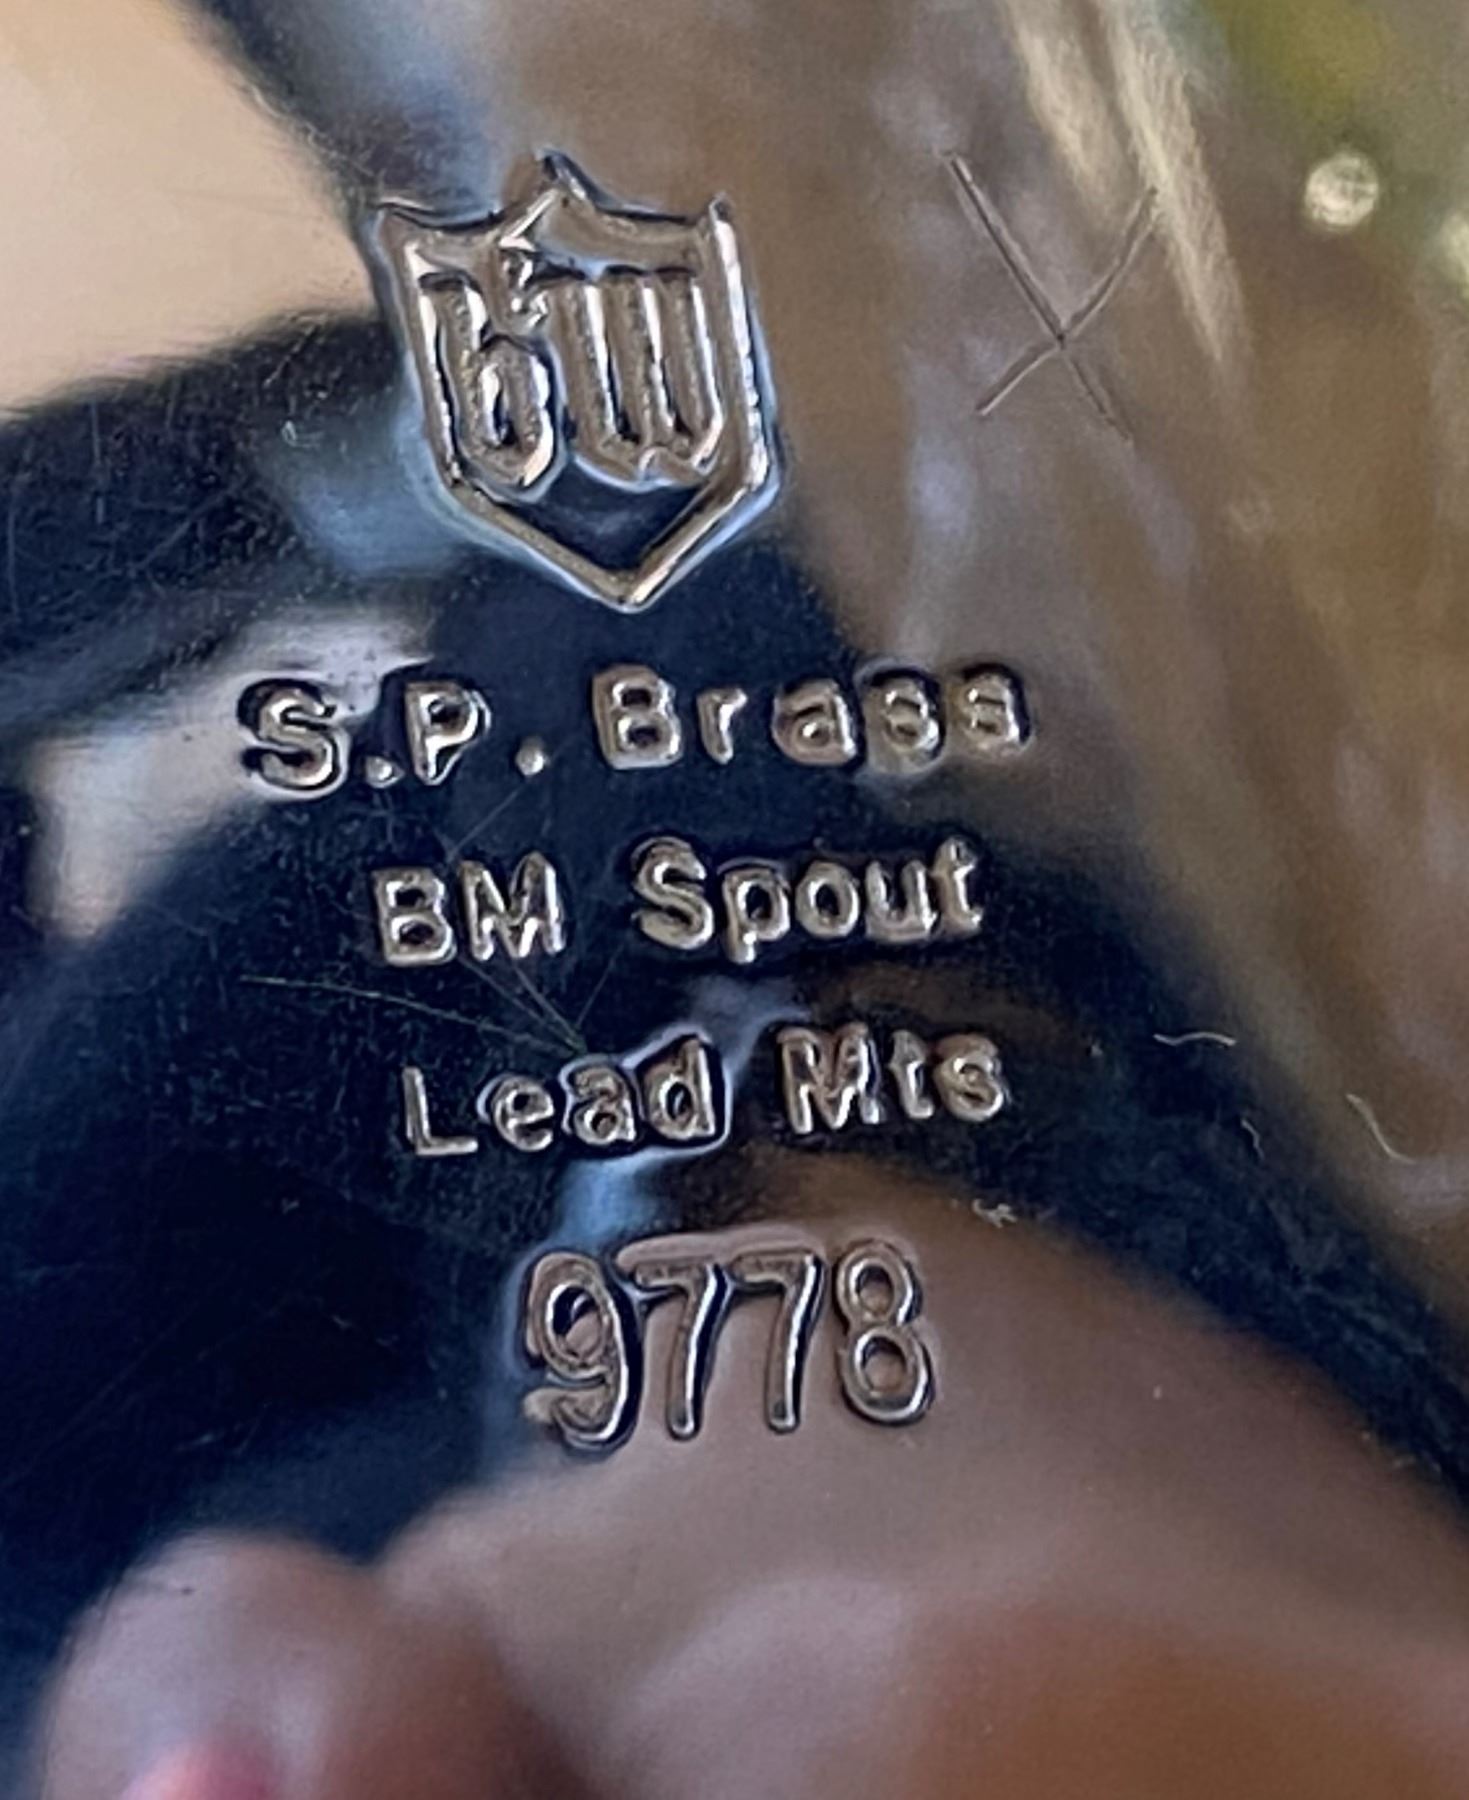 S.P. Brass
BM Spout
Lead Mts
9778